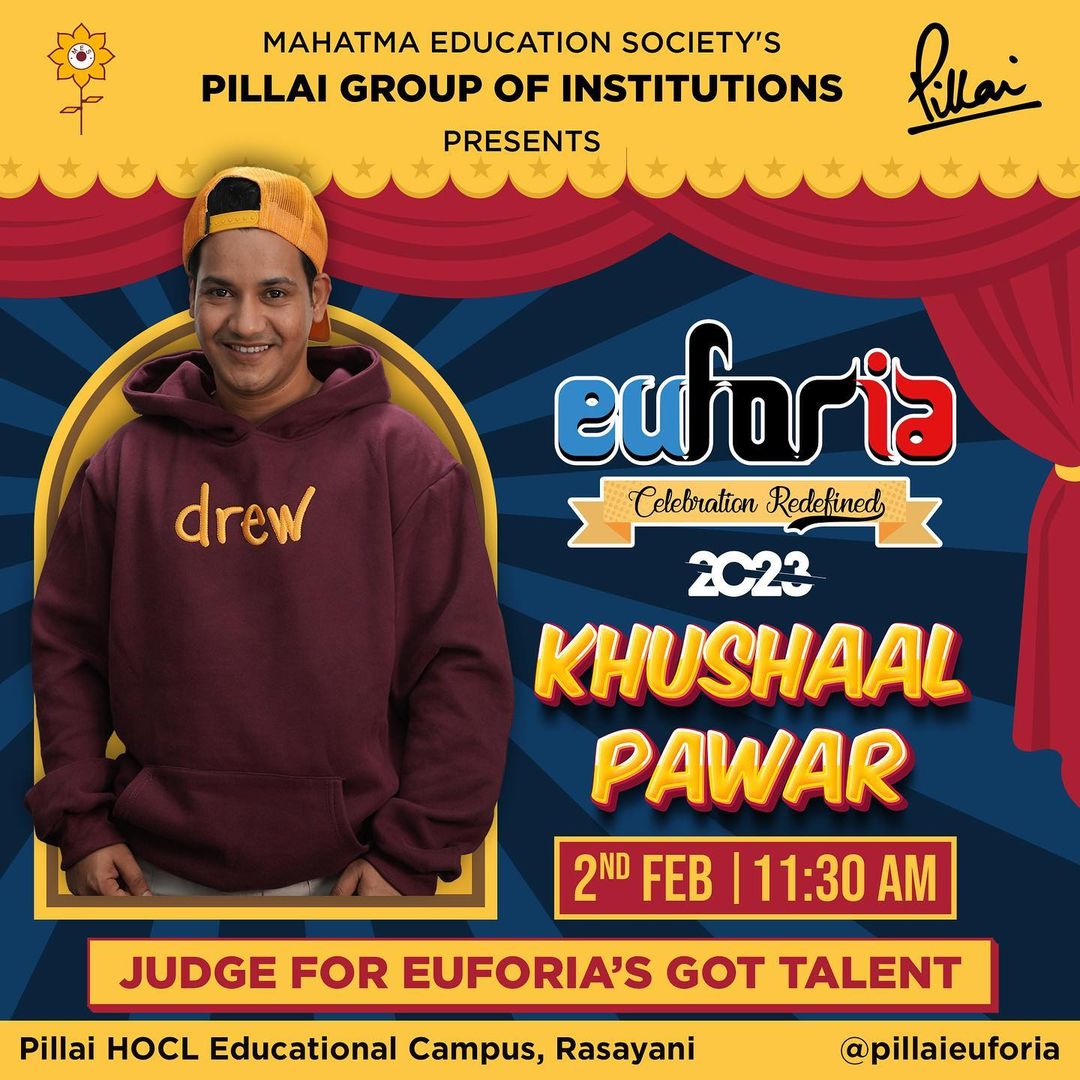 MES
MAHATMA EDUCATION SOCIETY'S
PILLAI GROUP OF INSTITUTIONS
PRESENTS
Pillai
drew
euforia
Celebration Redefined
2023
KHUSHAAL
PAWAR
2ND FEB | 11:30 AM
JUDGE FOR EUFORIA'S GOT TALENT
Pillai HOCL Educational Campus, Rasayani
@pillaieuforia